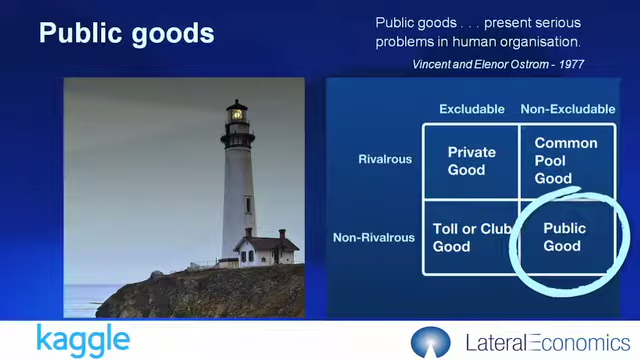 Public goods
Public goods . . . present serious
problems in human organisation.
Vincent and Elenor Ostrom - 1977
Excludable Non-Excludable
Rivalrous
Private
Good
Common
Pool
Good
Non-Rivalrous
Toll or Club
Good
Public
Good
kaggle
LateralEconomics